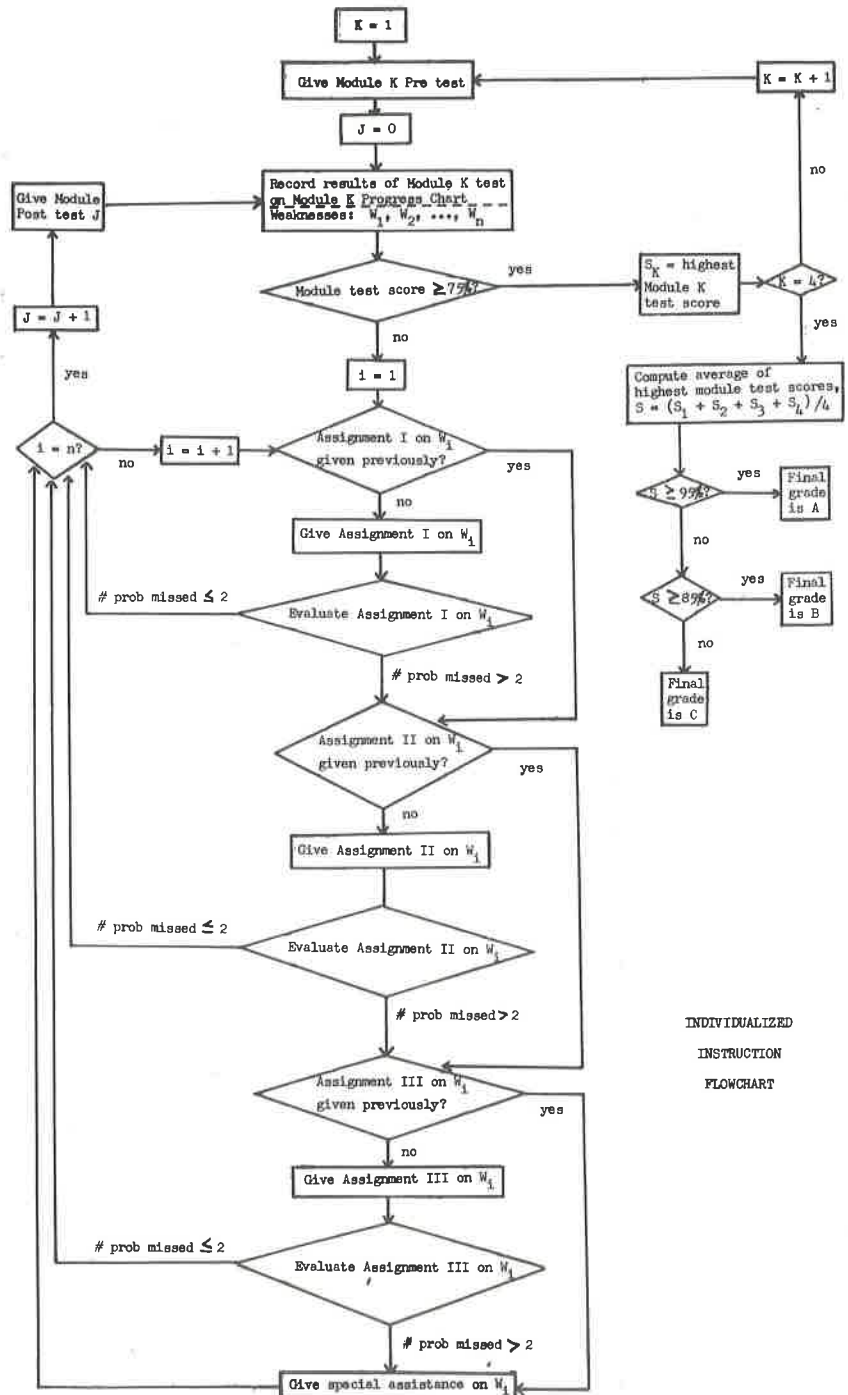 K = 1
Give Module K Pre test
K = K + 1
J = 0
no
Give Module
Post test J
Record results of Module K test
on Module K Progress Chart
Weaknesses: W₁, W₂, ..., Wₙ
Module test score ≥ 75%?
yes
S_K = highest
Module K
test score
K = 4?
J = J + 1
no
yes
yes
i = 1
Compute average of
highest module test scores,
S = (S₁ + S₂ + S₃ + S₄)/4
i = n?
no
i = i + 1
Assignment I on Wᵢ
given previously?
yes
no
S ≥ 95%?
yes
Final
grade
is A
Give Assignment I on Wᵢ
no
# prob missed ≤ 2
Evaluate Assignment I on Wᵢ
S ≥ 85%?
yes
Final
grade
is B
no
# prob missed > 2
Final
grade
is C
Assignment II on Wᵢ
given previously?
yes
no
Give Assignment II on Wᵢ
# prob missed ≤ 2
Evaluate Assignment II on Wᵢ
# prob missed > 2
INDIVIDUALIZED
INSTRUCTION
FLOWCHART
Assignment III on Wᵢ
given previously?
yes
no
Give Assignment III on Wᵢ
# prob missed ≤ 2
Evaluate Assignment III on Wᵢ
# prob missed > 2
Give special assistance on Wᵢ